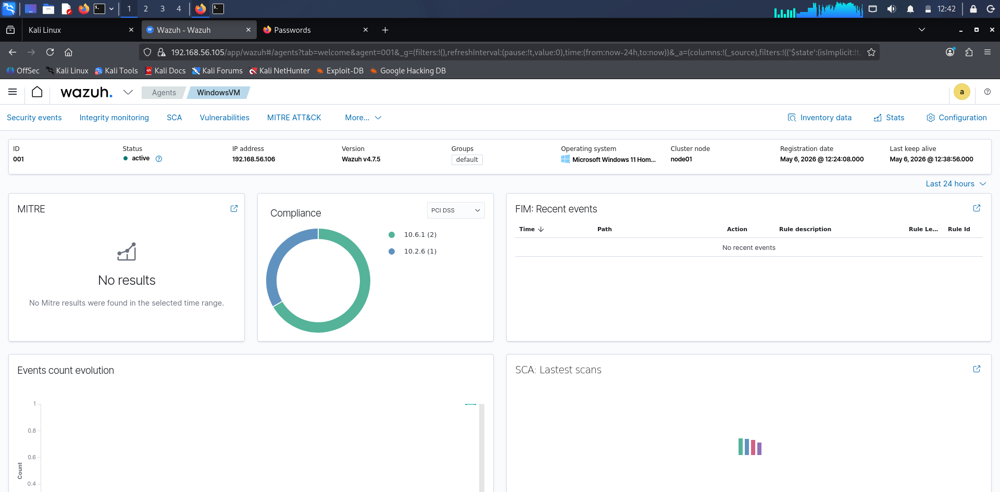 1 2 3 4 12:42
Kali Linux Wazuh - Wazuh Passwords
192.168.56.105/app/wazuh#/agents?tab=welcome&agent=001&_g=(filters:!(),refreshInterval:(pause:!t,value:0),time:(from:now-24h,to:now))&_a=(columns:!(_source),filters:!(('$state':(isImplicit:!t,
OffSec Kali Linux Kali Tools Kali Docs Kali Forums Kali NetHunter Exploit-DB Google Hacking DB
wazuh. Agents WindowsVM a
Security events Integrity monitoring SCA Vulnerabilities MITRE ATT&CK More... Inventory data Stats Configuration
ID Status IP address Version Groups Operating system Cluster node Registration date Last keep alive
001 active 192.168.56.106 Wazuh v4.7.5 default Microsoft Windows 11 Hom... node01 May 6, 2026 @ 12:24:08.000 May 6, 2026 @ 12:38:56.000
Last 24 hours
MITRE
No results
No Mitre results were found in the selected time range.
Compliance PCI DSS
10.6.1 (2)
10.2.6 (1)
FIM: Recent events
Time Path Action Rule description Rule Le... Rule Id
No recent events
Events count evolution
1
0.8
0.6
0.4
Count
SCA: Lastest scans